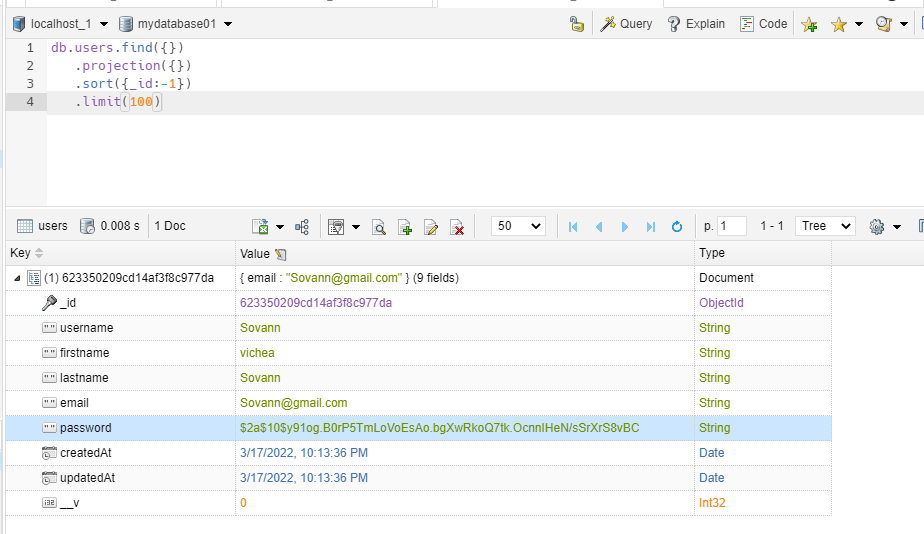 localhost_1 mydatabase01 Query Explain Code
1 db.users.find({})
2 .projection({})
3 .sort({_id:-1})
4 .limit(100)
users 0.008 s 1 Doc 50 p. 1 1 - 1 Tree
Key Value Type
(1) 623350209cd14af3f8c977da { email : "Sovann@gmail.com" } (9 fields) Document
_id 623350209cd14af3f8c977da ObjectId
username Sovann String
firstname vichea String
lastname Sovann String
email Sovann@gmail.com String
password $2a$10$y91og.B0rP5TmLoVoEsAo.bgXwRkoQ7tk.OcnnlHeN/sSrXrS8vBC String
createdAt 3/17/2022, 10:13:36 PM Date
updatedAt 3/17/2022, 10:13:36 PM Date
__v 0 Int32